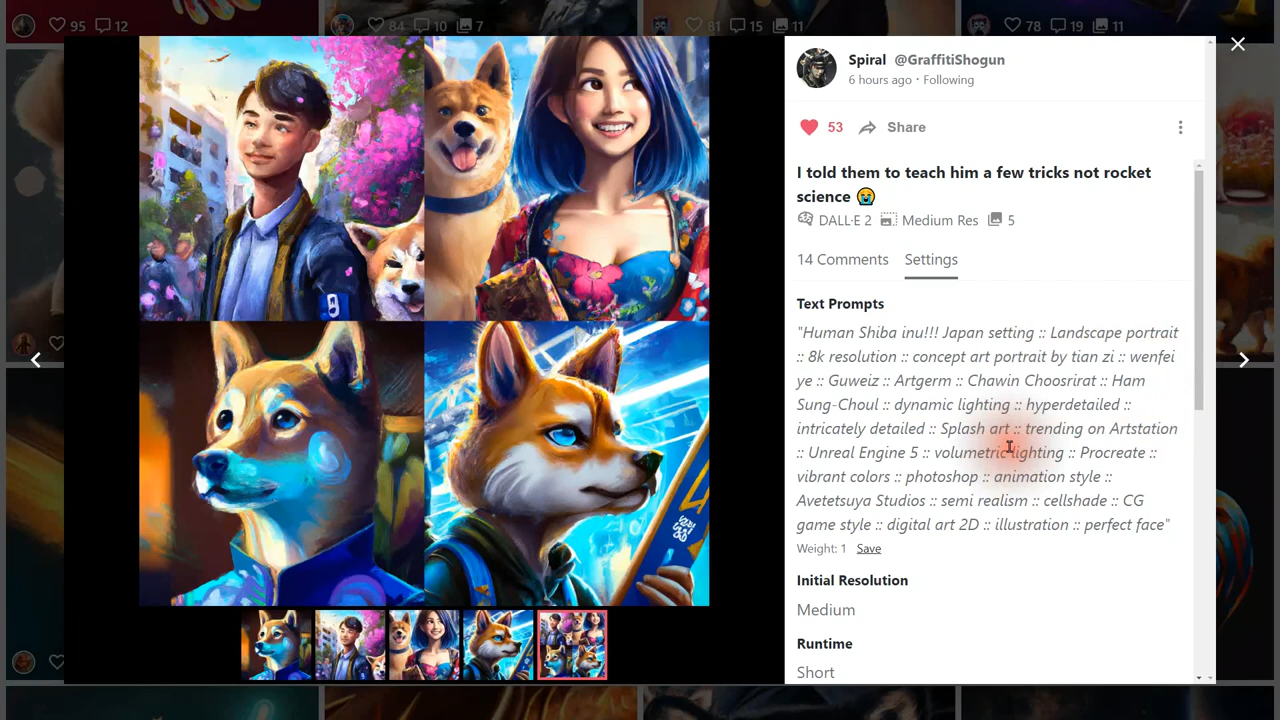 95 12
84 10 7
81 15 11
78 19 11
Spiral @GraffitiShogun
6 hours ago · Following
53 Share
I told them to teach him a few tricks not rocket
science 😭
DALL·E 2 Medium Res 5
14 Comments Settings
Text Prompts
"Human Shiba inu!!! Japan setting :: Landscape portrait
:: 8k resolution :: concept art portrait by tian zi :: wenfei
ye :: Guweiz :: Artgerm :: Chawin Choosrirat :: Ham
Sung-Choul :: dynamic lighting :: hyperdetailed ::
intricately detailed :: Splash art :: trending on Artstation
:: Unreal Engine 5 :: volumetric lighting :: Procreate ::
vibrant colors :: photoshop :: animation style ::
Avetetsuya Studios :: semi realism :: cellshade :: CG
game style :: digital art 2D :: illustration :: perfect face"
Weight: 1 Save
Initial Resolution
Medium
Runtime
Short